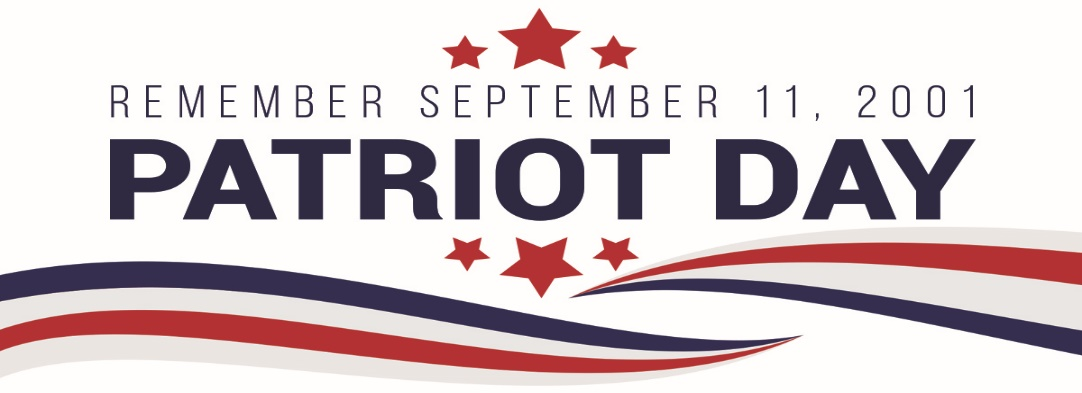 REMEMBER SEPTEMBER 11, 2001
PATRIOT DAY